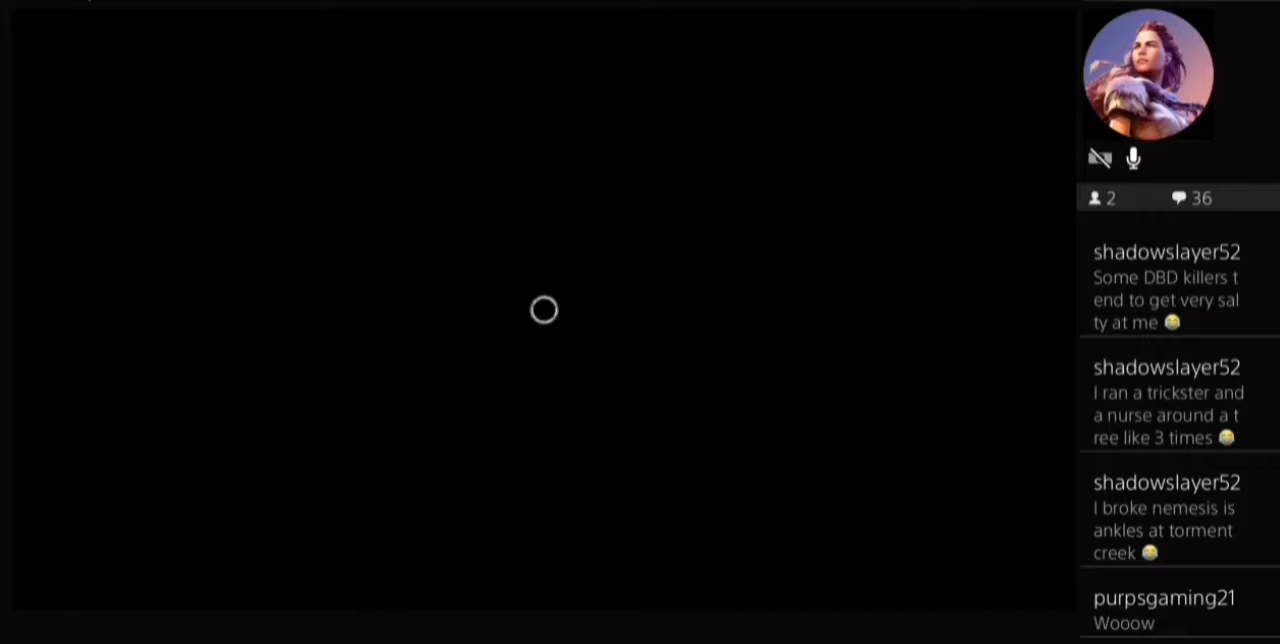 2 36
shadowslayer52
Some DBD killers t
end to get very sal
ty at me 😂
shadowslayer52
I ran a trickster and
a nurse around a t
ree like 3 times 😂
shadowslayer52
I broke nemesis is
ankles at torment
creek 😂
purpsgaming21
Wooow